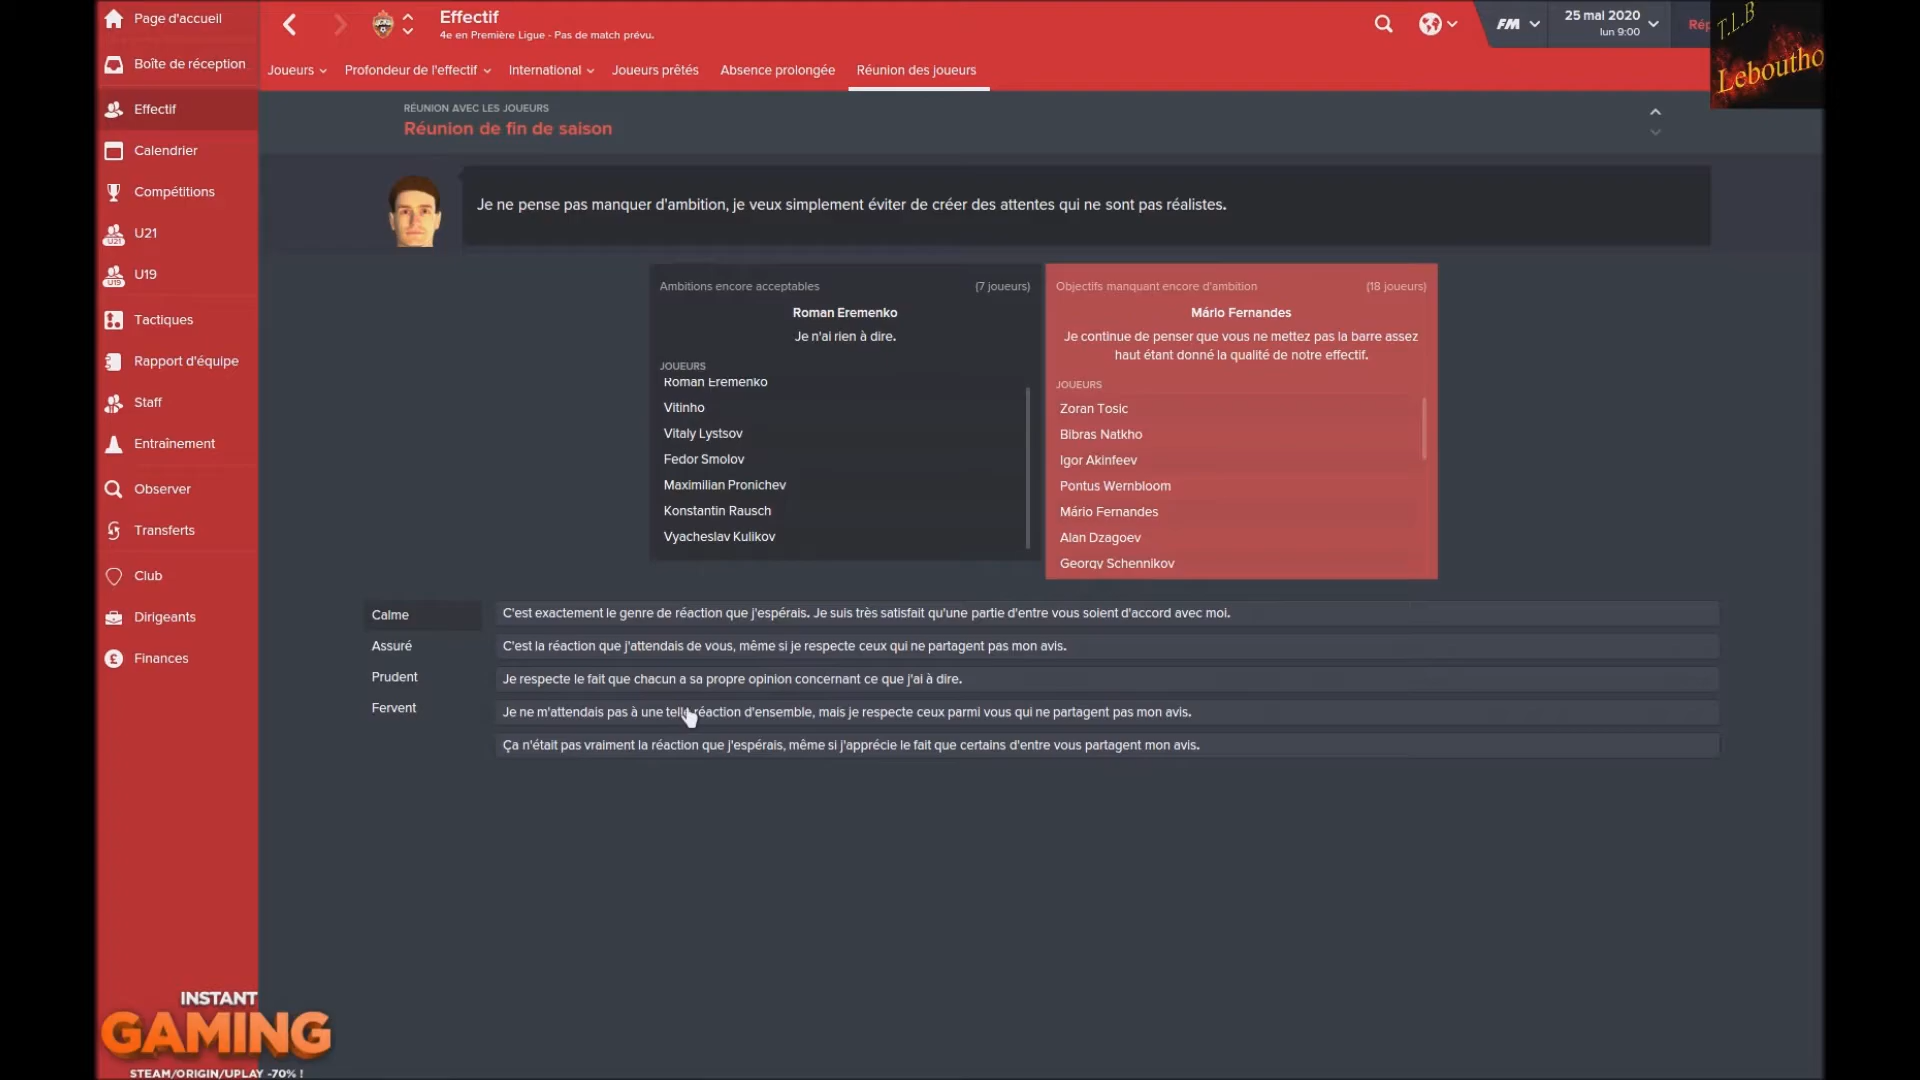 Page d'accueil
Boîte de réception
Effectif
Calendrier
Compétitions
U21
U19
Tactiques
Rapport d'équipe
Staff
Entraînement
Observer
Transferts
Club
Dirigeants
Finances
Effectif
4e en Première Ligue - Pas de match prévu.
FM
25 mai 2020
lun 9:00
Rép
T.L.B
Leboutho
Joueurs
Profondeur de l'effectif
International
Joueurs prêtés
Absence prolongée
Réunion des joueurs
RÉUNION AVEC LES JOUEURS
Réunion de fin de saison
Je ne pense pas manquer d'ambition, je veux simplement éviter de créer des attentes qui ne sont pas réalistes.
Ambitions encore acceptables (7 joueurs)
Roman Eremenko
Je n'ai rien à dire.
JOUEURS
Roman Eremenko
Vitinho
Vitaly Lystsov
Fedor Smolov
Maximilian Pronichev
Konstantin Rausch
Vyacheslav Kulikov
Objectifs manquant encore d'ambition (18 joueurs)
Mário Fernandes
Je continue de penser que vous ne mettez pas la barre assez
haut étant donné la qualité de notre effectif.
JOUEURS
Zoran Tosic
Bibras Natkho
Igor Akinfeev
Pontus Wernbloom
Mário Fernandes
Alan Dzagoev
Georgy Schennikov
Calme
Assuré
Prudent
Fervent
C'est exactement le genre de réaction que j'espérais. Je suis très satisfait qu'une partie d'entre vous soient d'accord avec moi.
C'est la réaction que j'attendais de vous, même si je respecte ceux qui ne partagent pas mon avis.
Je respecte le fait que chacun a sa propre opinion concernant ce que j'ai à dire.
Je ne m'attendais pas à une telle réaction d'ensemble, mais je respecte ceux parmi vous qui ne partagent pas mon avis.
Ça n'était pas vraiment la réaction que j'espérais, même si j'apprécie le fait que certains d'entre vous partagent mon avis.
INSTANT
GAMING
STEAM/ORIGIN/UPLAY -70% !